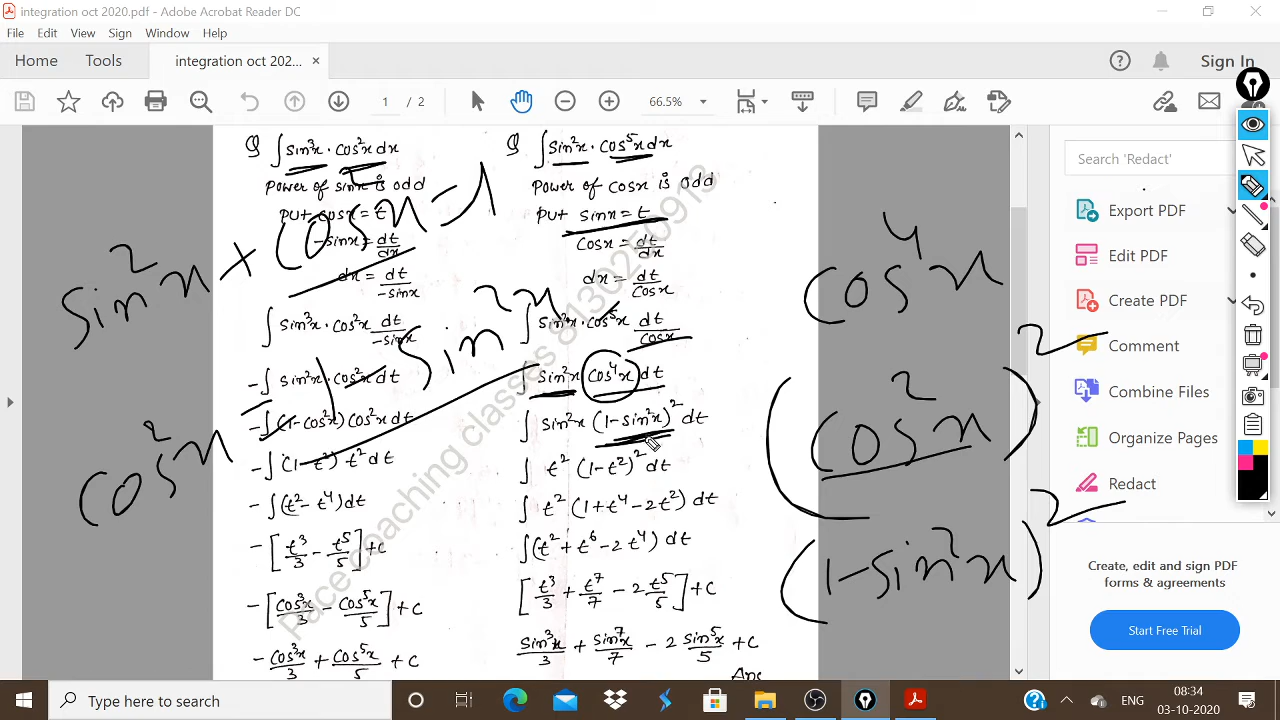 integration oct 2020.pdf - Adobe Acrobat Reader DC
File Edit View Sign Window Help
Home Tools integration oct 202... × Sign In
1 / 2 66.5%
Q ∫ sin³x · cos²x dx
Power of sinx is odd
Put cosx = t
-sinx = dt/dx
dx = dt/-sinx
∫ sin³x · cos²x dt/-sinx
-∫ sin²x · cos²x dt
-∫ (1-cos²x) cos²x dt
-∫ (1-t²) t² dt
-∫ (t² - t⁴) dt
-[t³/3 - t⁵/5] + c
-[cos³x/3 - cos⁵x/5] + c
-cos³x/3 + cos⁵x/5 + c
Q ∫ sin²x · cos⁵x dx
Power of cosx is odd
Put sinx = t
cosx = dt/dx
dx = dt/cosx
∫ sin²x · cos⁵x dt/cosx
∫ sin²x cos⁴x dt
∫ sin²x (1-sin²x)² dt
∫ t² (1-t²)² dt
∫ t² (1+t⁴-2t²) dt
∫ (t² + t⁶ - 2t⁴) dt
[t³/3 + t⁷/7 - 2t⁵/5] + c
sin³x/3 + sin⁷x/7 - 2 sin⁵x/5 + c
Ans
Pace coaching classes 8130250913
sin²x + cos²x = 1
cos²x
1 - sin²x
cos⁴x
(cos²x)²
(1-sin²x)²
Search 'Redact'
Export PDF
Edit PDF
Create PDF
Comment
Combine Files
Organize Pages
Redact
Create, edit and sign PDF
forms & agreements
Start Free Trial
Type here to search
ENG
08:34
03-10-2020